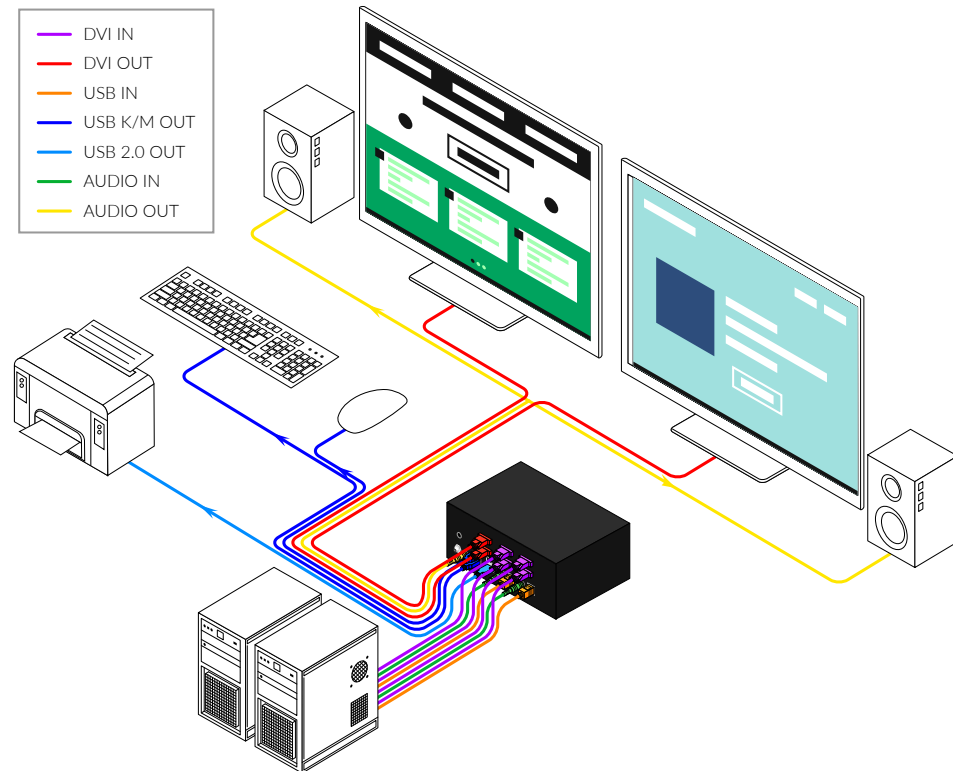 DVI IN
DVI OUT
USB IN
USB K/M OUT
USB 2.0 OUT
AUDIO IN
AUDIO OUT